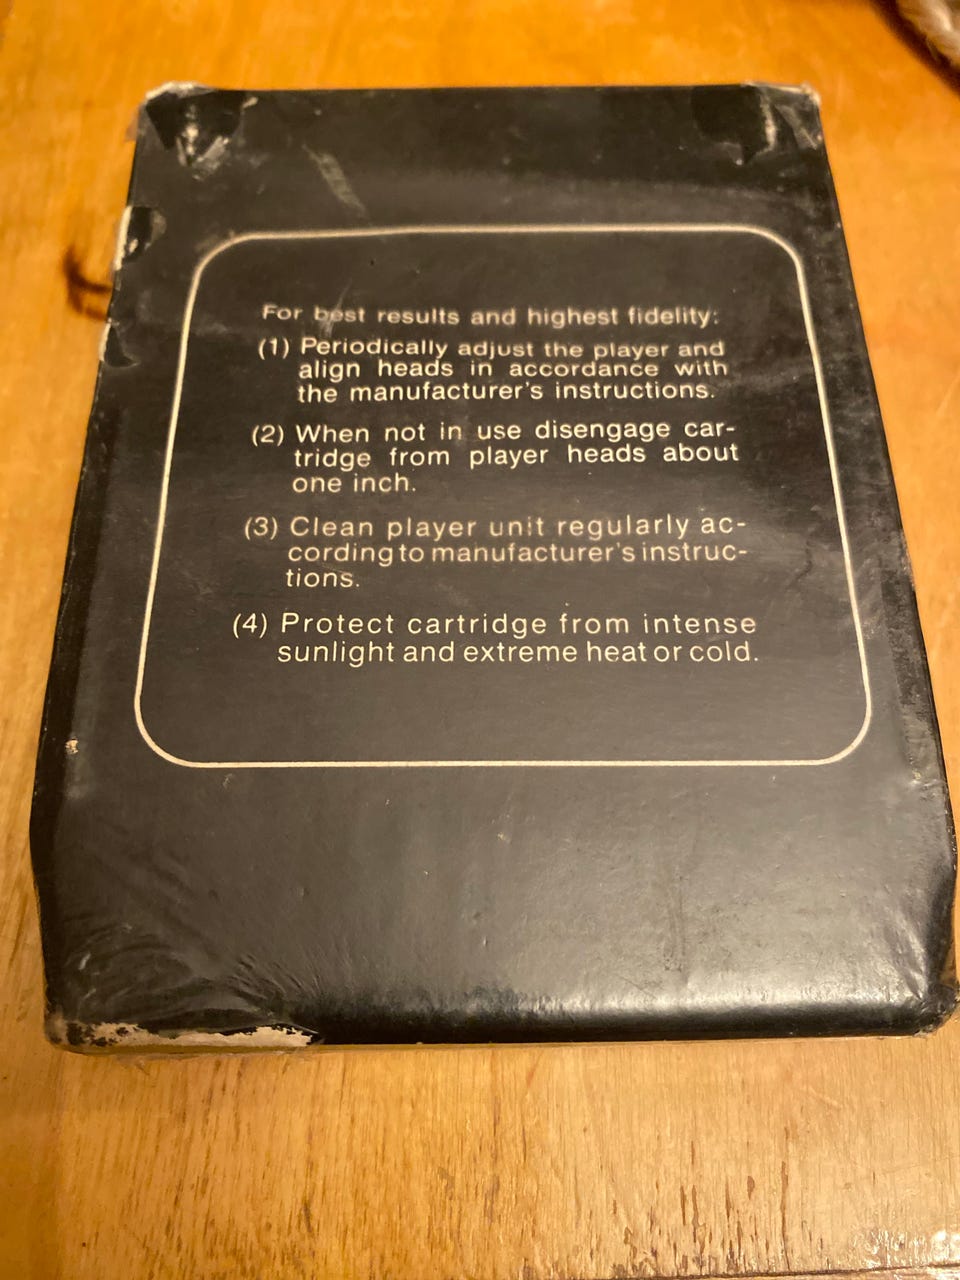 For best results and highest fidelity:
(1) Periodically adjust the player and
align heads in accordance with
the manufacturer's instructions.
(2) When not in use disengage car-
tridge from player heads about
one inch.
(3) Clean player unit regularly ac-
cording to manufacturer's instruc-
tions.
(4) Protect cartridge from intense
sunlight and extreme heat or cold.